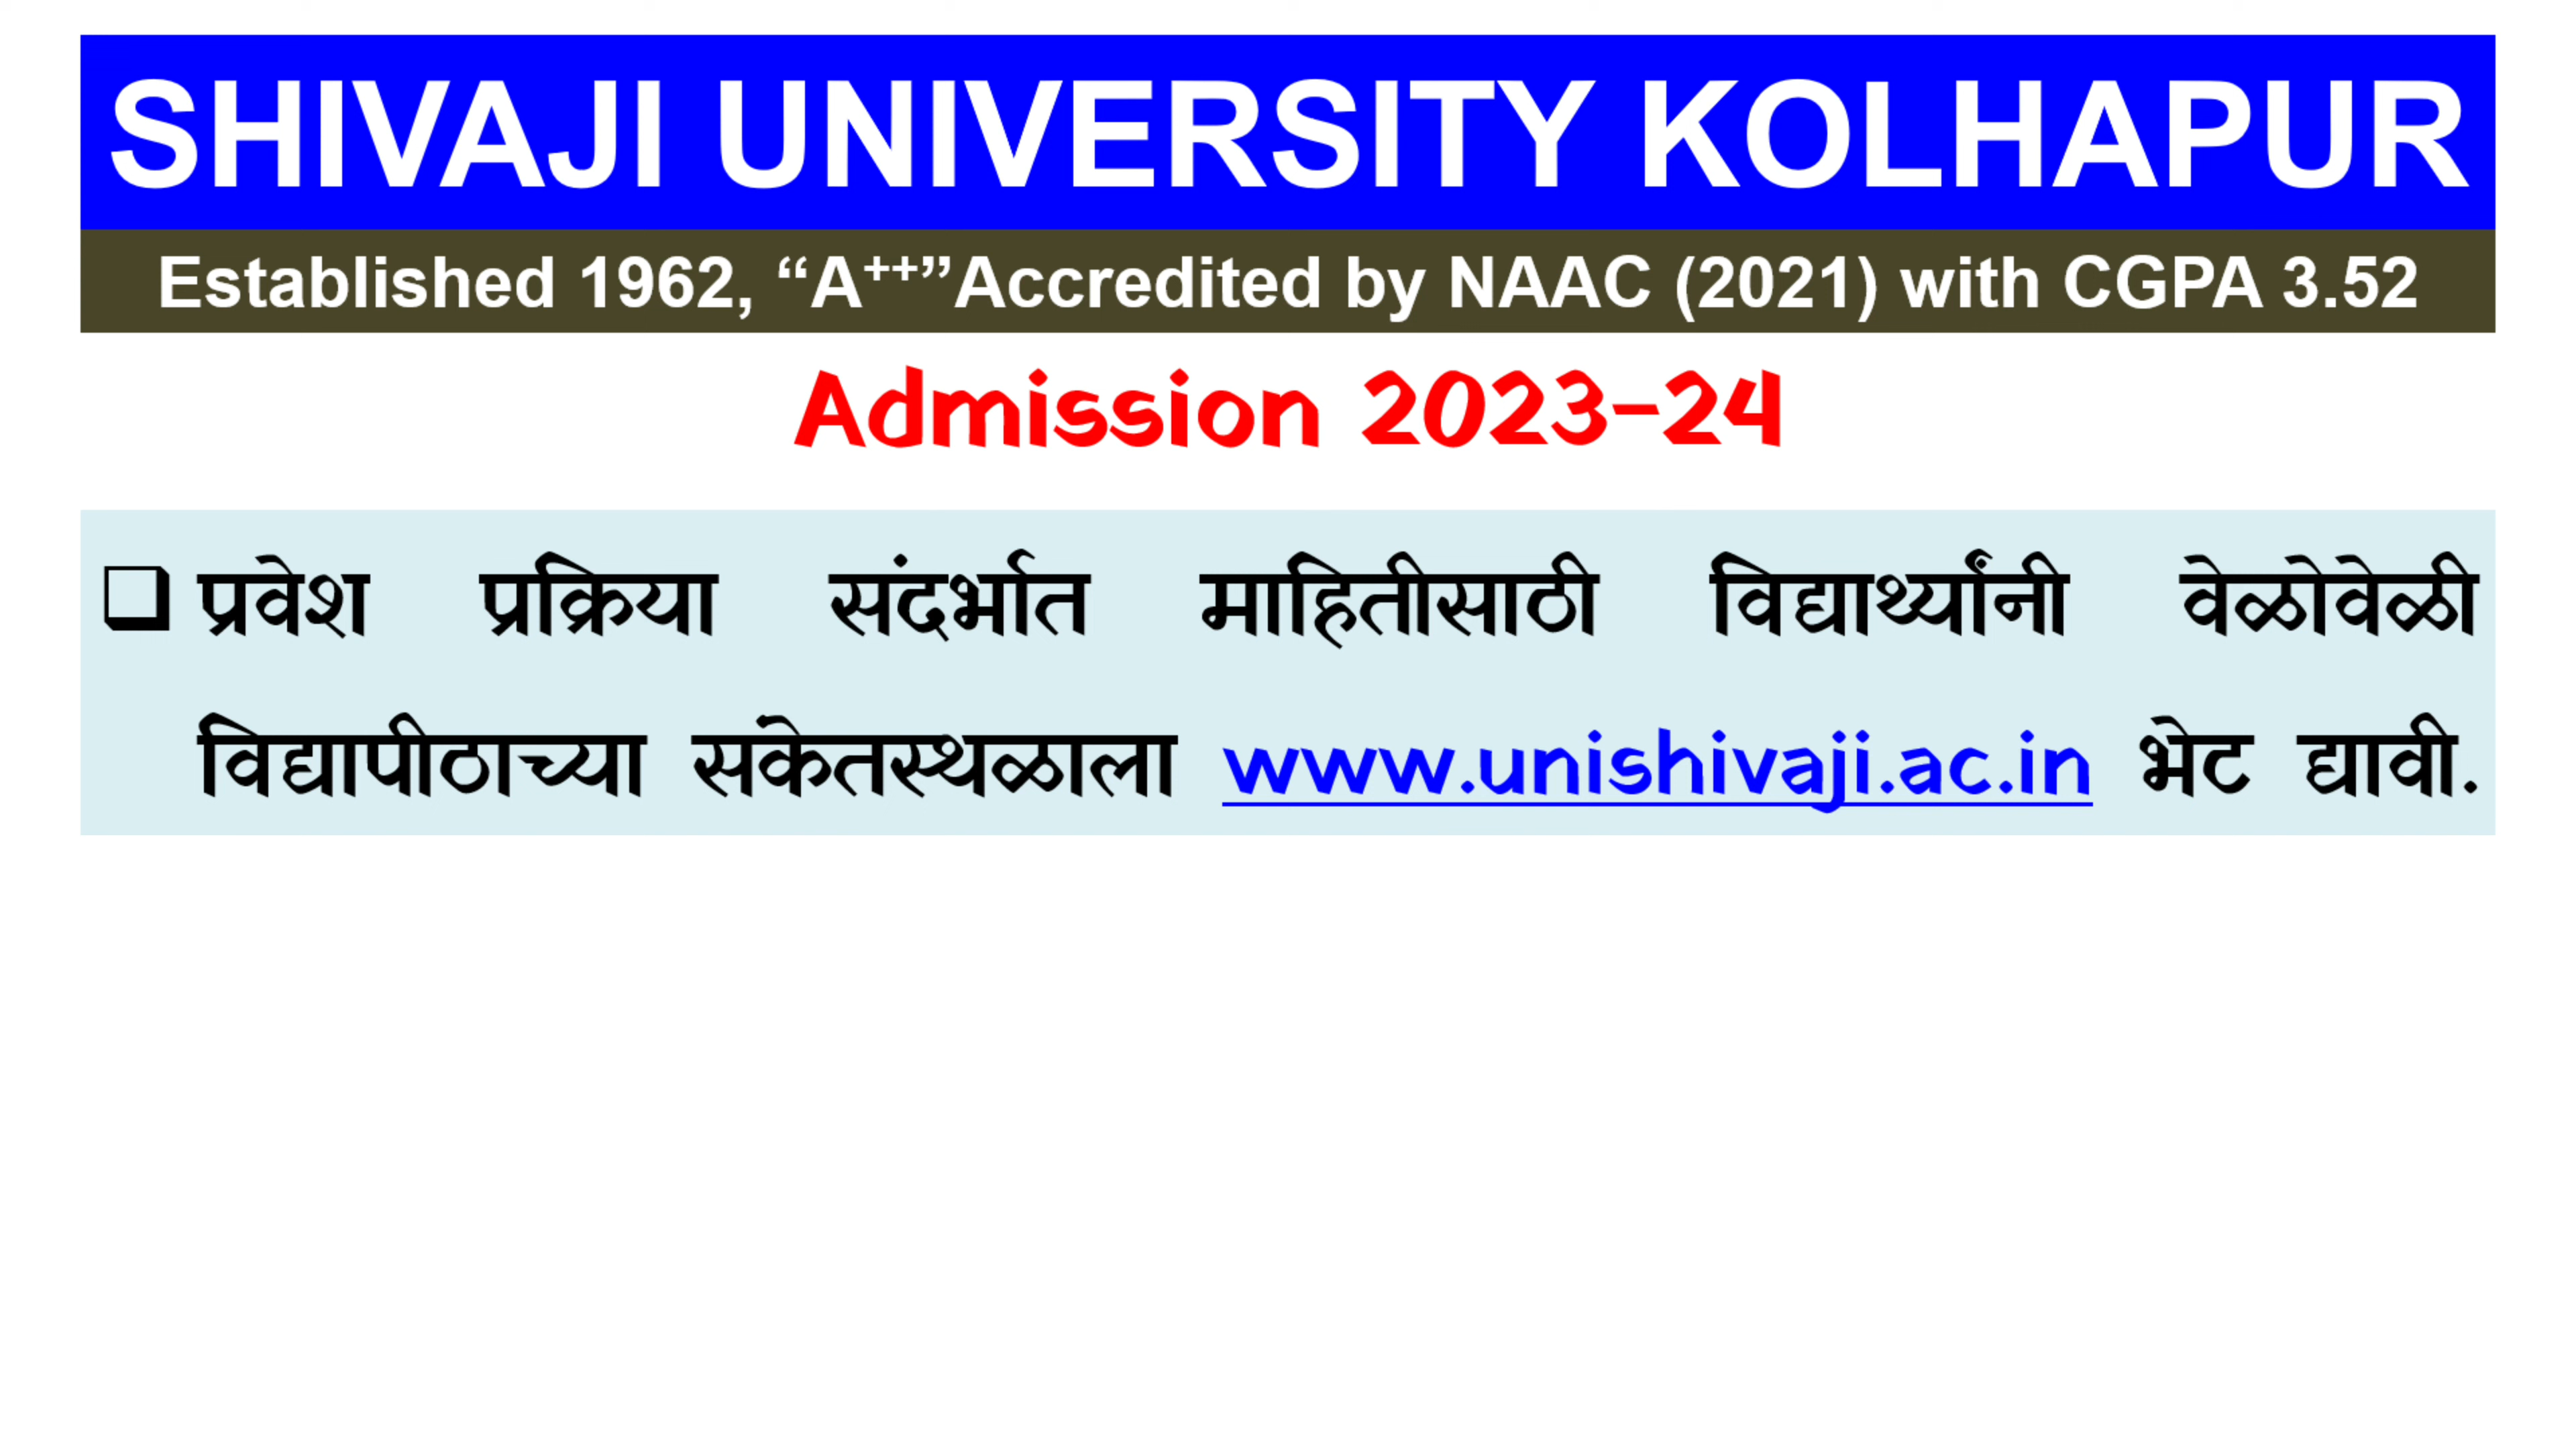 SHIVAJI UNIVERSITY KOLHAPUR
Established 1962, “A⁺⁺”Accredited by NAAC (2021) with CGPA 3.52
Admission 2023-24
❑ प्रवेश प्रक्रिया संदर्भात माहितीसाठी विद्यार्थ्यांनी वेळोवेळी
विद्यापीठाच्या संकेतस्थळाला www.unishivaji.ac.in भेट द्यावी.